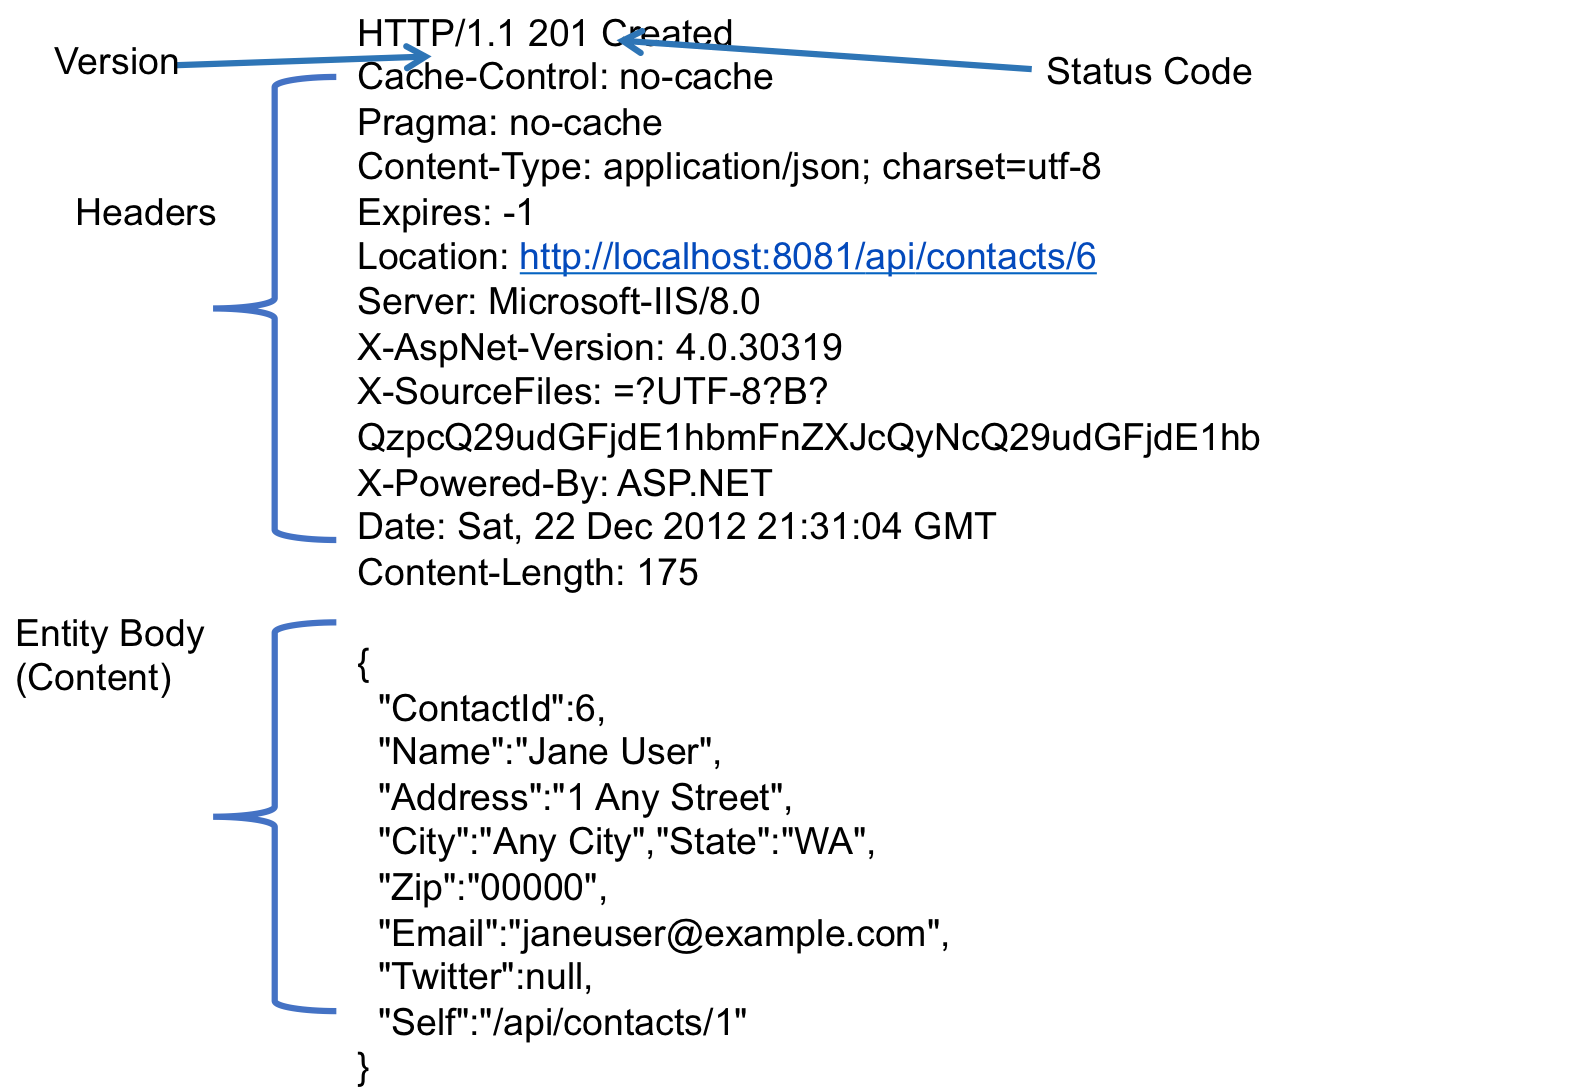 HTTP/1.1 201 Created
Version
Status Code
Cache-Control: no-cache
Pragma: no-cache
Content-Type: application/json; charset=utf-8
Headers
Expires: -1
Location: http://localhost:8081/api/contacts/6
Server: Microsoft-IIS/8.0
X-AspNet-Version: 4.0.30319
X-SourceFiles: =?UTF-8?B?
QzpcQ29udGFjdE1hbmFnZXJcQyNcQ29udGFjdE1hb
X-Powered-By: ASP.NET
Date: Sat, 22 Dec 2012 21:31:04 GMT
Content-Length: 175
Entity Body
(Content)
{
"ContactId":6,
"Name":"Jane User",
"Address":"1 Any Street",
"City":"Any City","State":"WA",
"Zip":"00000",
"Email":"janeuser@example.com",
"Twitter":null,
"Self":"/api/contacts/1"
}